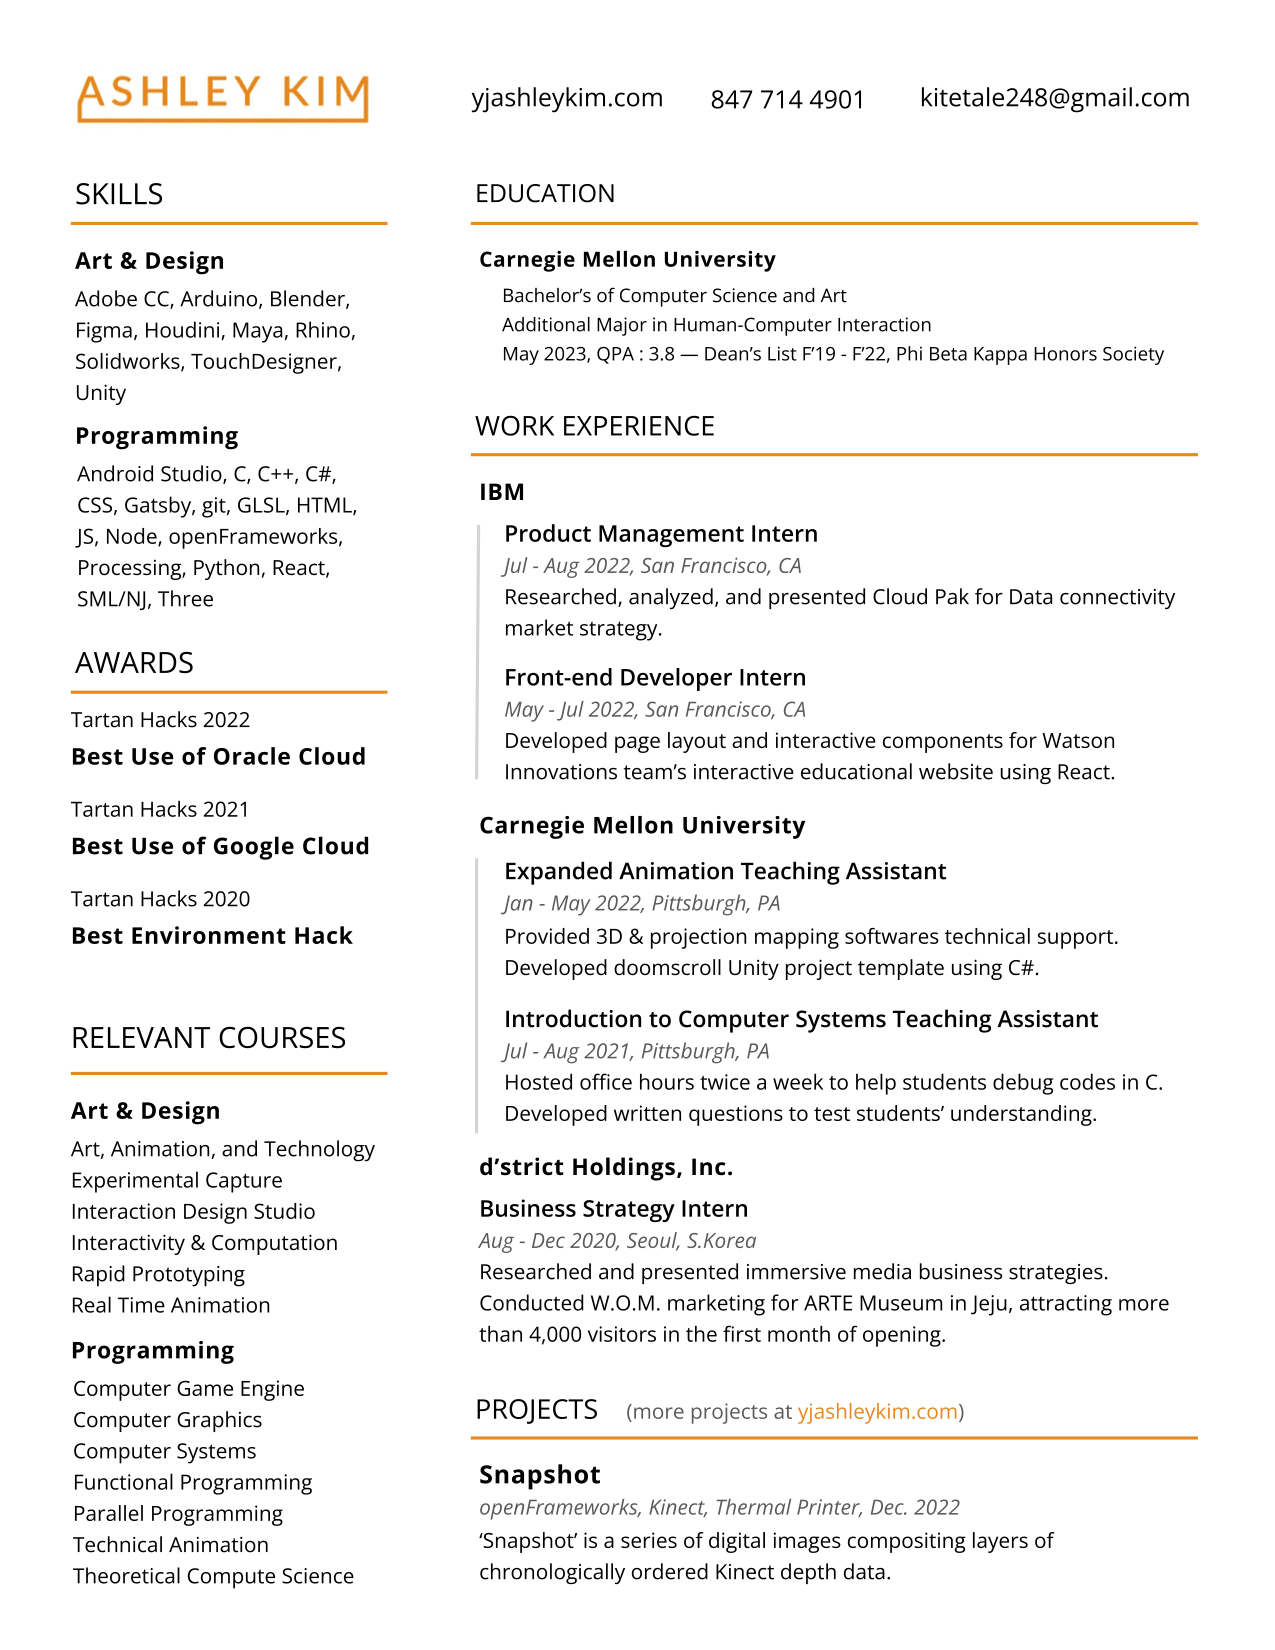 ASHLEY KIM
yjashleykim.com
847 714 4901
kitetale248@gmail.com
SKILLS
Art & Design
Adobe CC, Arduino, Blender,
Figma, Houdini, Maya, Rhino,
Solidworks, TouchDesigner,
Unity
Programming
Android Studio, C, C++, C#,
CSS, Gatsby, git, GLSL, HTML,
JS, Node, openFrameworks,
Processing, Python, React,
SML/NJ, Three
AWARDS
Tartan Hacks 2022
Best Use of Oracle Cloud
Tartan Hacks 2021
Best Use of Google Cloud
Tartan Hacks 2020
Best Environment Hack
RELEVANT COURSES
Art & Design
Art, Animation, and Technology
Experimental Capture
Interaction Design Studio
Interactivity & Computation
Rapid Prototyping
Real Time Animation
Programming
Computer Game Engine
Computer Graphics
Computer Systems
Functional Programming
Parallel Programming
Technical Animation
Theoretical Compute Science
EDUCATION
Carnegie Mellon University
Bachelor’s of Computer Science and Art
Additional Major in Human-Computer Interaction
May 2023, QPA : 3.8 — Dean’s List F’19 - F’22, Phi Beta Kappa Honors Society
WORK EXPERIENCE
IBM
Product Management Intern
Jul - Aug 2022, San Francisco, CA
Researched, analyzed, and presented Cloud Pak for Data connectivity
market strategy.
Front-end Developer Intern
May - Jul 2022, San Francisco, CA
Developed page layout and interactive components for Watson
Innovations team’s interactive educational website using React.
Carnegie Mellon University
Expanded Animation Teaching Assistant
Jan - May 2022, Pittsburgh, PA
Provided 3D & projection mapping softwares technical support.
Developed doomscroll Unity project template using C#.
Introduction to Computer Systems Teaching Assistant
Jul - Aug 2021, Pittsburgh, PA
Hosted office hours twice a week to help students debug codes in C.
Developed written questions to test students’ understanding.
d’strict Holdings, Inc.
Business Strategy Intern
Aug - Dec 2020, Seoul, S.Korea
Researched and presented immersive media business strategies.
Conducted W.O.M. marketing for ARTE Museum in Jeju, attracting more
than 4,000 visitors in the first month of opening.
PROJECTS (more projects at yjashleykim.com)
Snapshot
openFrameworks, Kinect, Thermal Printer, Dec. 2022
‘Snapshot’ is a series of digital images compositing layers of
chronologically ordered Kinect depth data.